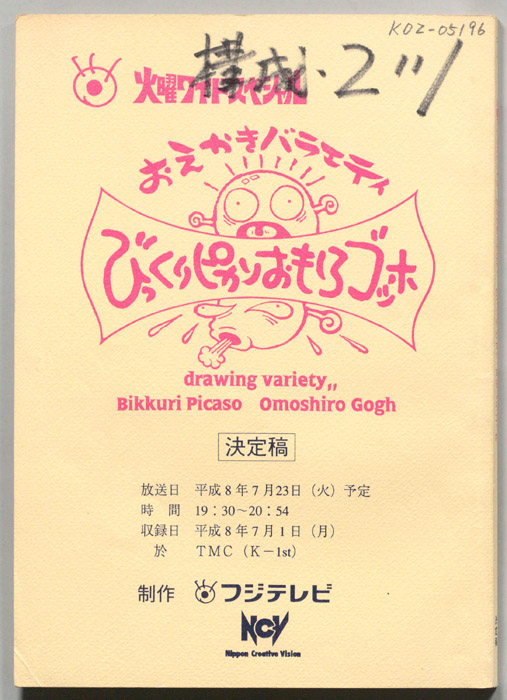 KOZ-05196
構成・コツ
火曜ワイドスペシャル
おえかきバラエティ
びっくりピカソおもしろゴッホ
drawing variety,,
Bikkuri Picaso Omoshiro Gogh
決定稿
放送日 平成8年7月23日（火）予定
時 間 19：30〜20：54
収録日 平成8年7月1日（月）
於 TMC（K－1st）
制作 フジテレビ
NCV
Nippon Creative Vision